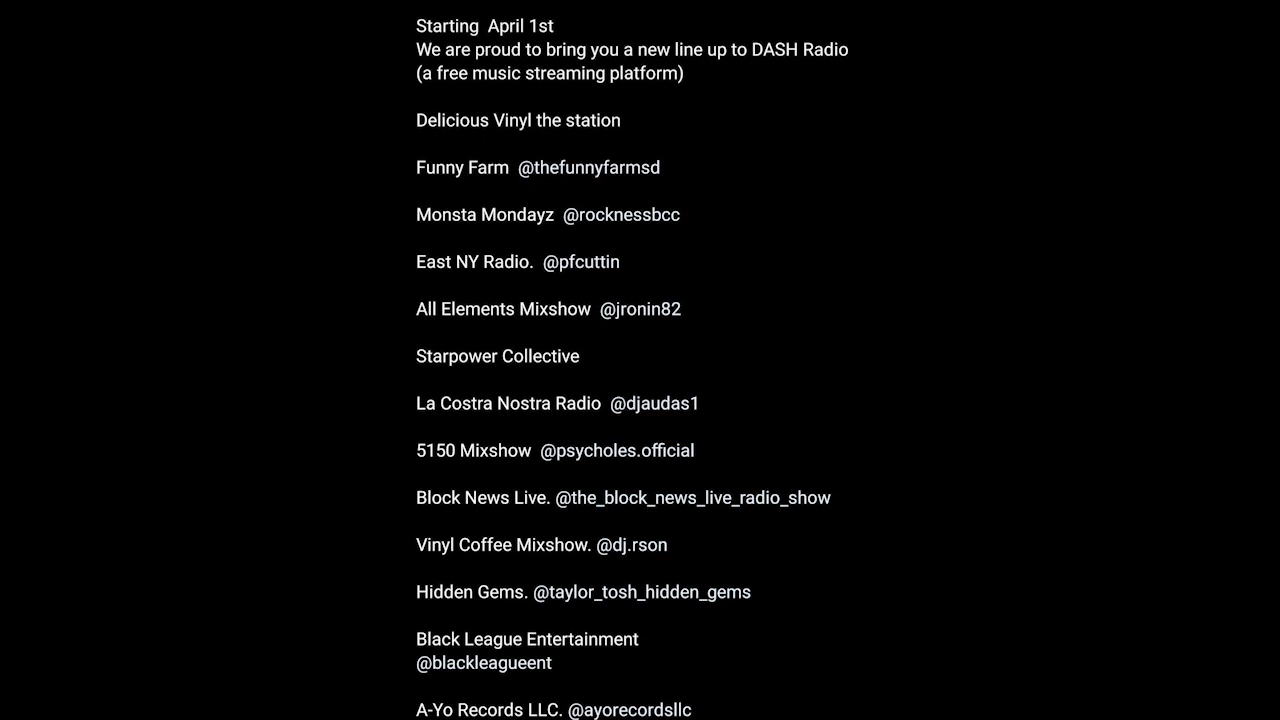 Starting  April 1st
We are proud to bring you a new line up to DASH Radio
(a free music streaming platform)
Delicious Vinyl the station
Funny Farm  @thefunnyfarmsd
Monsta Mondayz  @rocknessbcc
East NY Radio.  @pfcuttin
All Elements Mixshow  @jronin82
Starpower Collective
La Costra Nostra Radio  @djaudas1
5150 Mixshow  @psycholes.official
Block News Live. @the_block_news_live_radio_show
Vinyl Coffee Mixshow. @dj.rson
Hidden Gems. @taylor_tosh_hidden_gems
Black League Entertainment
@blackleagueent
A-Yo Records LLC. @ayorecordsllc